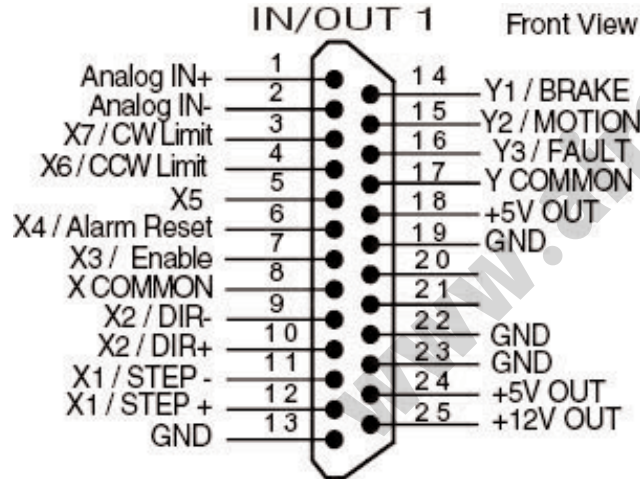 IN/OUT 1 Front View
Analog IN+ 1
Analog IN- 2
X7 / CW Limit 3
X6 / CCW Limit 4
X5 5
X4 / Alarm Reset 6
X3 / Enable 7
X COMMON 8
X2 / DIR- 9
X2 / DIR+ 10
X1 / STEP - 11
X1 / STEP + 12
GND 13
14 Y1 / BRAKE
15 Y2 / MOTION
16 Y3 / FAULT
17 Y COMMON
18 +5V OUT
19 GND
20
21
22 GND
23 GND
24 +5V OUT
25 +12V OUT